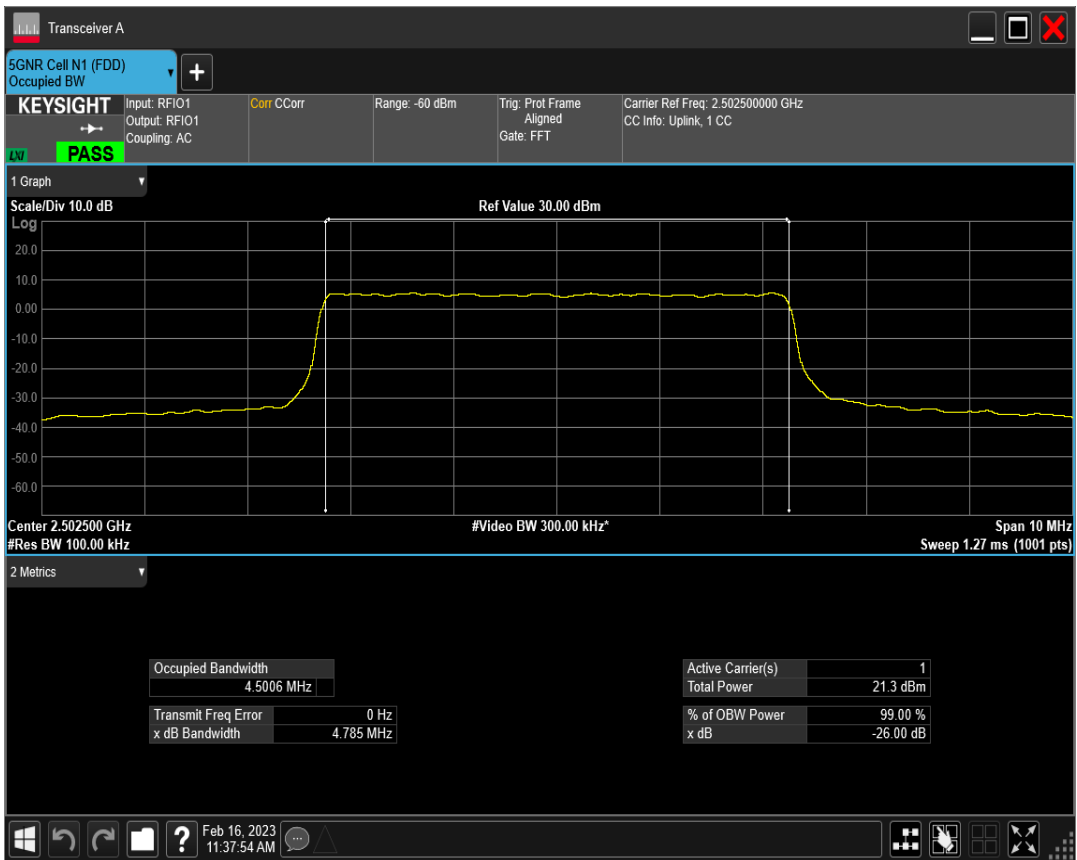 Transceiver A
5GNR Cell N1 (FDD)
Occupied BW
+
KEYSIGHT
LXI
PASS
Input: RFIO1
Output: RFIO1
Coupling: AC
Corr CCorr
Range: -60 dBm
Trig: Prot Frame
Aligned
Gate: FFT
Carrier Ref Freq: 2.502500000 GHz
CC Info: Uplink, 1 CC
1 Graph
Scale/Div 10.0 dB
Ref Value 30.00 dBm
Log
20.0
10.0
0.00
-10.0
-20.0
-30.0
-40.0
-50.0
-60.0
Center 2.502500 GHz
#Video BW 300.00 kHz*
Span 10 MHz
#Res BW 100.00 kHz
Sweep 1.27 ms (1001 pts)
2 Metrics
Occupied Bandwidth
4.5006 MHz
Transmit Freq Error 0 Hz
x dB Bandwidth 4.785 MHz
Active Carrier(s) 1
Total Power 21.3 dBm
% of OBW Power 99.00 %
x dB -26.00 dB
?
Feb 16, 2023
11:37:54 AM